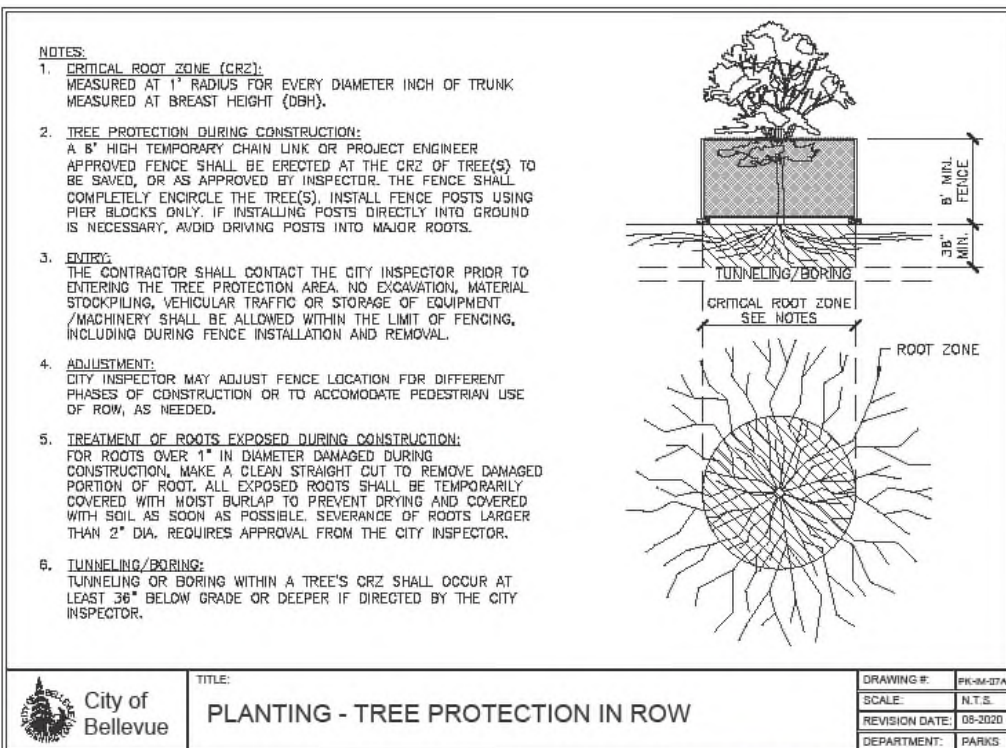 NOTES:
1. CRITICAL ROOT ZONE (CRZ):
MEASURED AT 1' RADIUS FOR EVERY DIAMETER INCH OF TRUNK
MEASURED AT BREAST HEIGHT (DBH).
2. TREE PROTECTION DURING CONSTRUCTION:
A 6' HIGH TEMPORARY CHAIN LINK OR PROJECT ENGINEER
APPROVED FENCE SHALL BE ERECTED AT THE CRZ OF TREE(S) TO
BE SAVED, OR AS APPROVED BY INSPECTOR. THE FENCE SHALL
COMPLETELY ENCIRCLE THE TREE(S). INSTALL FENCE POSTS USING
PIER BLOCKS ONLY. IF INSTALLING POSTS DIRECTLY INTO GROUND
IS NECESSARY, AVOID DRIVING POSTS INTO MAJOR ROOTS.
3. ENTRY:
THE CONTRACTOR SHALL CONTACT THE CITY INSPECTOR PRIOR TO
ENTERING THE TREE PROTECTION AREA. NO EXCAVATION, MATERIAL
STOCKPILING, VEHICULAR TRAFFIC OR STORAGE OF EQUIPMENT
/MACHINERY SHALL BE ALLOWED WITHIN THE LIMIT OF FENCING,
INCLUDING DURING FENCE INSTALLATION AND REMOVAL.
4. ADJUSTMENT:
CITY INSPECTOR MAY ADJUST FENCE LOCATION FOR DIFFERENT
PHASES OF CONSTRUCTION OR TO ACCOMODATE PEDESTRIAN USE
OF ROW, AS NEEDED.
5. TREATMENT OF ROOTS EXPOSED DURING CONSTRUCTION:
FOR ROOTS OVER 1" IN DIAMETER DAMAGED DURING
CONSTRUCTION, MAKE A CLEAN STRAIGHT CUT TO REMOVE DAMAGED
PORTION OF ROOT. ALL EXPOSED ROOTS SHALL BE TEMPORARILY
COVERED WITH MOIST BURLAP TO PREVENT DRYING AND COVERED
WITH SOIL AS SOON AS POSSIBLE. SEVERANCE OF ROOTS LARGER
THAN 2" DIA. REQUIRES APPROVAL FROM THE CITY INSPECTOR.
6. TUNNELING/BORING:
TUNNELING OR BORING WITHIN A TREE'S CRZ SHALL OCCUR AT
LEAST 36" BELOW GRADE OR DEEPER IF DIRECTED BY THE CITY
INSPECTOR.
6' MIN.
FENCE
36"
MIN.
TUNNELING/BORING
CRITICAL ROOT ZONE
SEE NOTES
ROOT ZONE
City of
Bellevue
TITLE:
PLANTING - TREE PROTECTION IN ROW
DRAWING #: PK-IM-07A
SCALE: N.T.S.
REVISION DATE: 08-2020
DEPARTMENT: PARKS